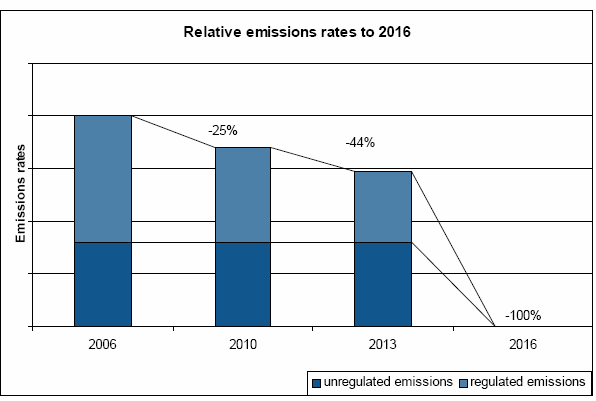 Relative emissions rates to 2016
Emissions rates
-25%
-44%
-100%
2006 2010 2013 2016
unregulated emissions regulated emissions